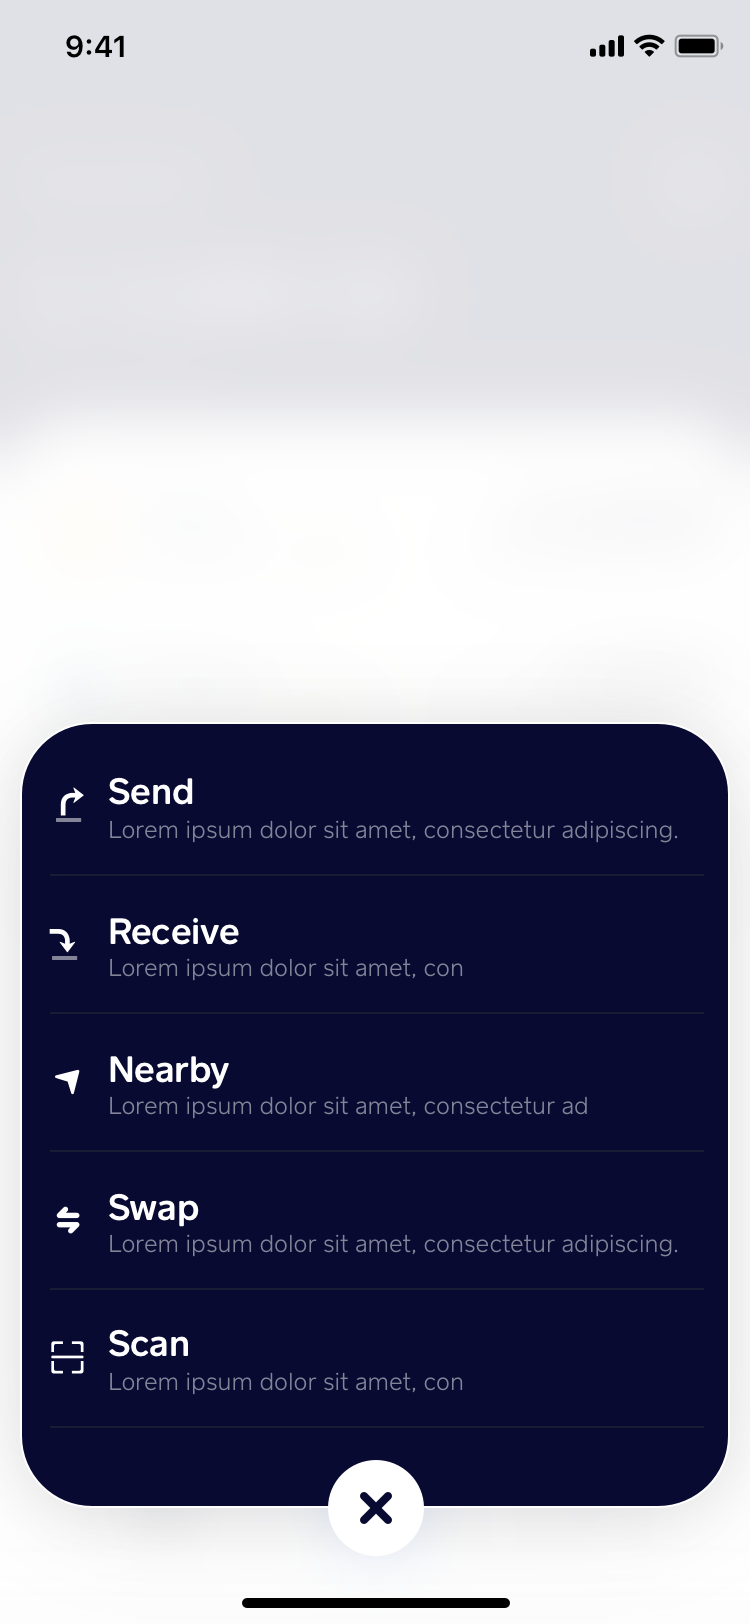 9:41
Send
Lorem ipsum dolor sit amet, consectetur adipiscing.
Receive
Lorem ipsum dolor sit amet, con
Nearby
Lorem ipsum dolor sit amet, consectetur ad
Swap
Lorem ipsum dolor sit amet, consectetur adipiscing.
Scan
Lorem ipsum dolor sit amet, con